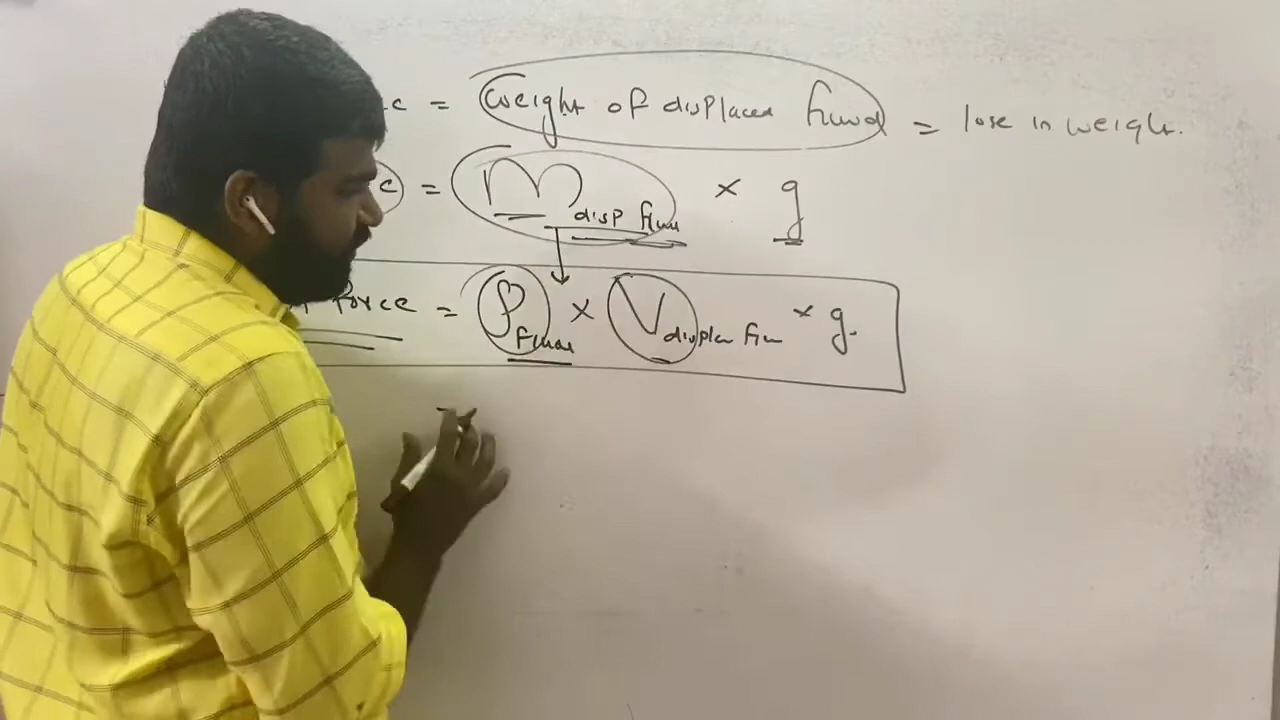 c = weight of displaced fluid = lose in weight.
c = m disp fluid × g
Force = ρ fluid × V displa flu × g.